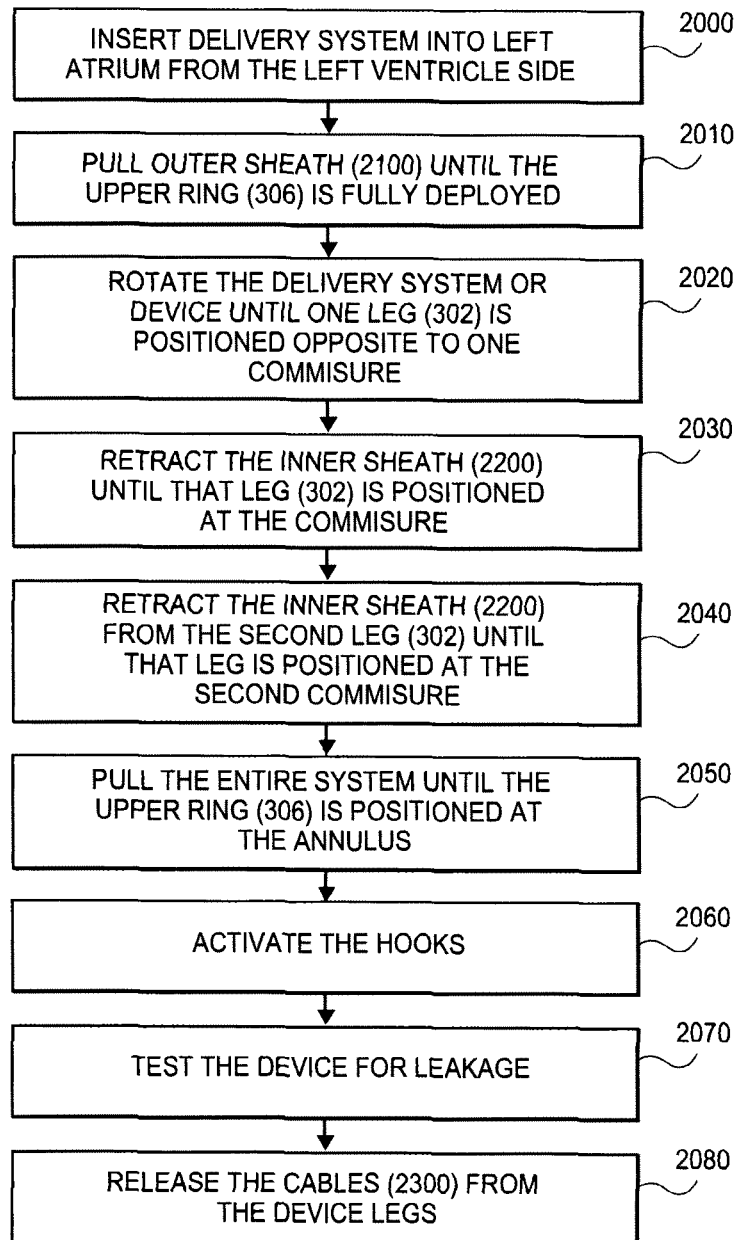 INSERT DELIVERY SYSTEM INTO LEFT
ATRIUM FROM THE LEFT VENTRICLE SIDE
2000
PULL OUTER SHEATH (2100) UNTIL THE
UPPER RING (306) IS FULLY DEPLOYED
2010
ROTATE THE DELIVERY SYSTEM OR
DEVICE UNTIL ONE LEG (302) IS
POSITIONED OPPOSITE TO ONE
COMMISURE
2020
RETRACT THE INNER SHEATH (2200)
UNTIL THAT LEG (302) IS POSITIONED
AT THE COMMISURE
2030
RETRACT THE INNER SHEATH (2200)
FROM THE SECOND LEG (302) UNTIL
THAT LEG IS POSITIONED AT THE
SECOND COMMISURE
2040
PULL THE ENTIRE SYSTEM UNTIL THE
UPPER RING (306) IS POSITIONED AT
THE ANNULUS
2050
ACTIVATE THE HOOKS
2060
TEST THE DEVICE FOR LEAKAGE
2070
RELEASE THE CABLES (2300) FROM
THE DEVICE LEGS
2080